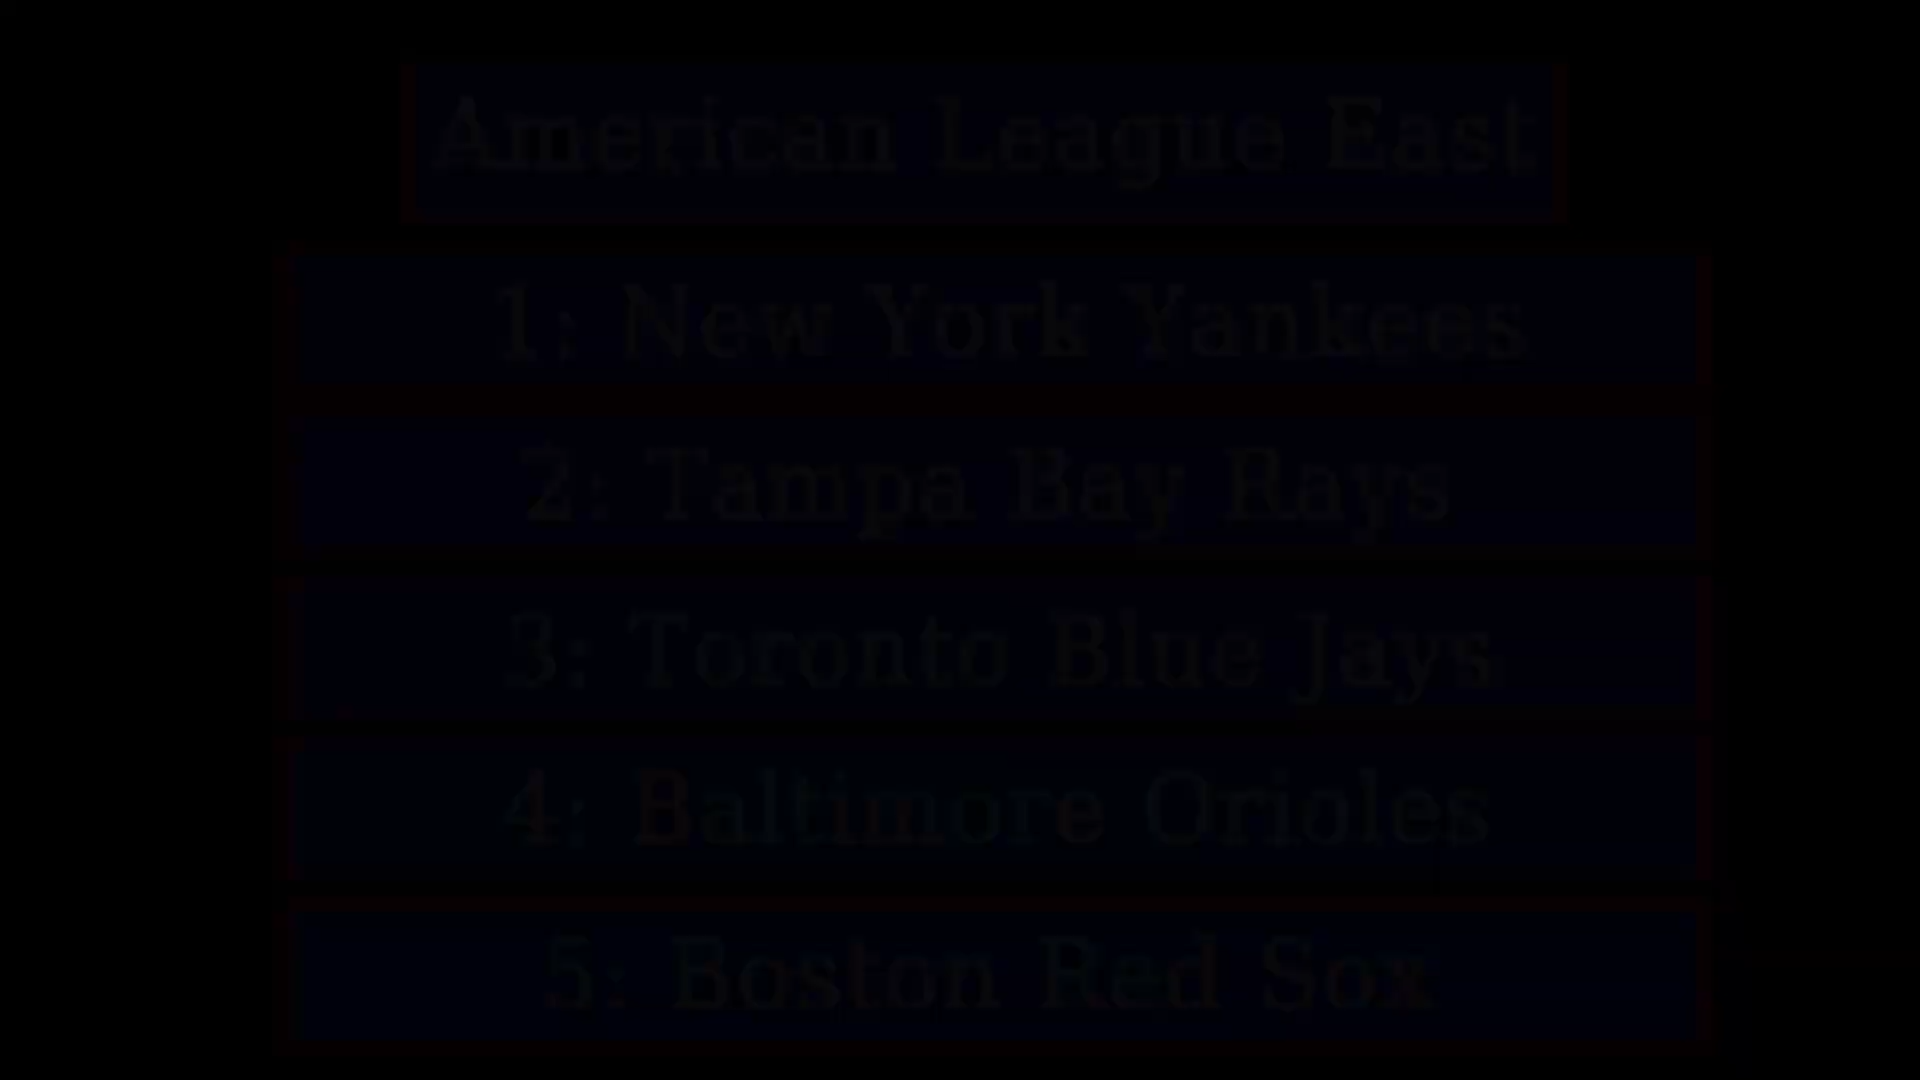 American League East
1: New York Yankees
2: Tampa Bay Rays
3: Toronto Blue Jays
4: Baltimore Orioles
5: Boston Red Sox